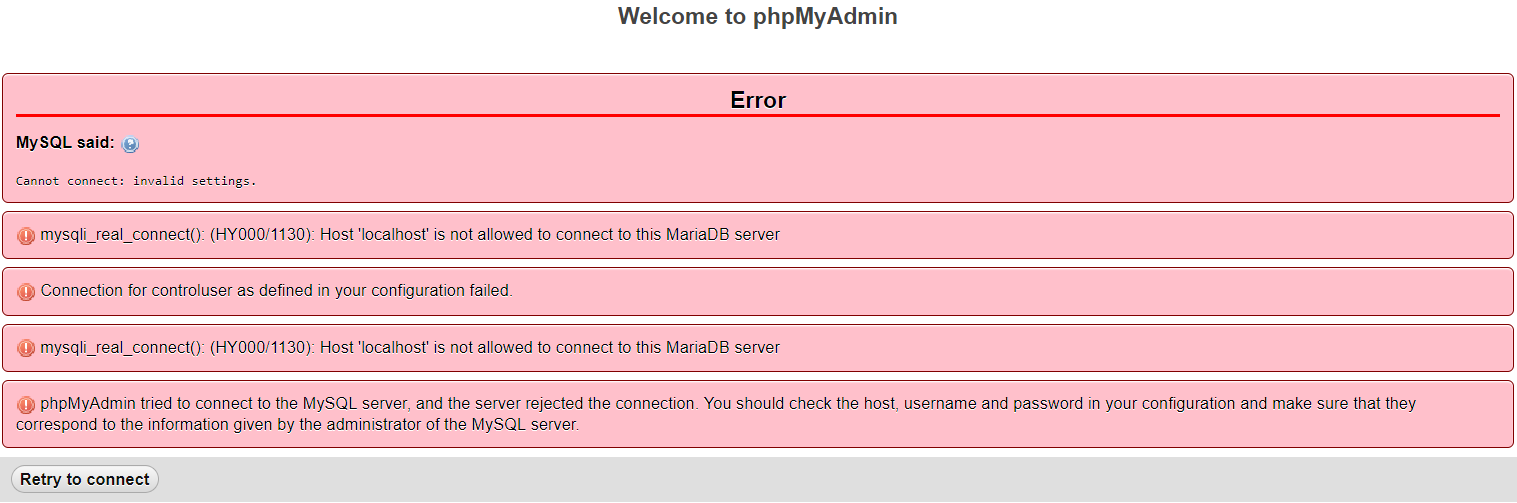 Welcome to phpMyAdmin
Error
MySQL said:
Cannot connect: invalid settings.
mysqli_real_connect(): (HY000/1130): Host 'localhost' is not allowed to connect to this MariaDB server
Connection for controluser as defined in your configuration failed.
mysqli_real_connect(): (HY000/1130): Host 'localhost' is not allowed to connect to this MariaDB server
phpMyAdmin tried to connect to the MySQL server, and the server rejected the connection. You should check the host, username and password in your configuration and make sure that they
correspond to the information given by the administrator of the MySQL server.
Retry to connect